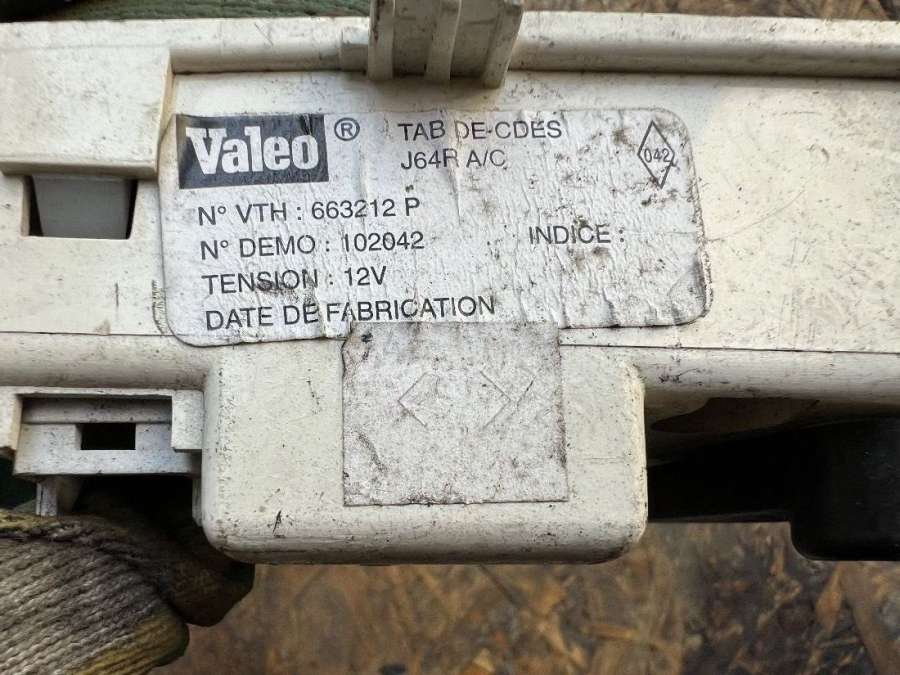 Valeo ® TAB DE CDES
J64R A/C
042
N° VTH : 663212 P
N° DEMO : 102042 INDICE :
TENSION : 12V
DATE DE FABRICATION